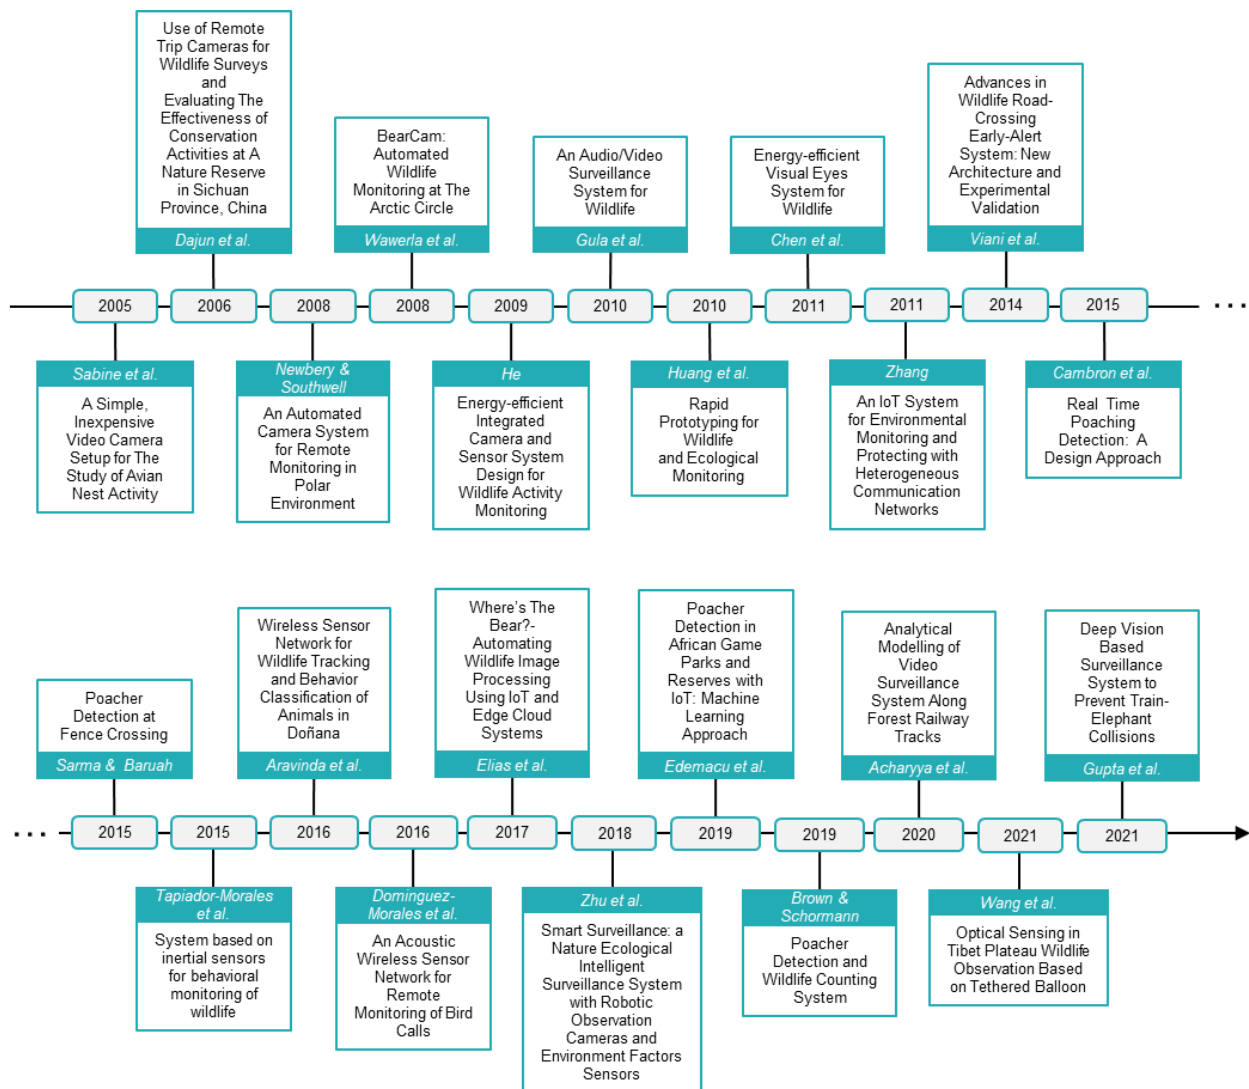 Use of Remote
Trip Cameras for
Wildlife Surveys
and
Evaluating The
Effectiveness of
Conservation
Activities at A
Nature Reserve
in Sichuan
Province, China
Dajun et al.
BearCam:
Automated
Wildlife
Monitoring at The
Arctic Circle
Wawerla et al.
An Audio/Video
Surveillance
System for
Wildlife
Gula et al.
Energy-efficient
Visual Eyes
System for
Wildlife
Chen et al.
Advances in
Wildlife Road-
Crossing
Early-Alert
System: New
Architecture and
Experimental
Validation
Viani et al.
2005
2006
2008
2008
2009
2010
2010
2011
2011
2014
2015
...
Sabine et al.
A Simple,
Inexpensive
Video Camera
Setup for The
Study of Avian
Nest Activity
Newbery &
Southwell
An Automated
Camera System
for Remote
Monitoring in
Polar
Environment
He
Energy-efficient
Integrated
Camera and
Sensor System
Design for
Wildlife Activity
Monitoring
Huang et al.
Rapid
Prototyping for
Wildlife
and Ecological
Monitoring
Zhang
An IoT System
for Environmental
Monitoring and
Protecting with
Heterogeneous
Communication
Networks
Cambron et al.
Real Time
Poaching
Detection: A
Design Approach
Poacher
Detection at
Fence Crossing
Sarma & Baruah
Wireless Sensor
Network for
Wildlife Tracking
and Behavior
Classification of
Animals in
Doñana
Aravinda et al.
Where's The
Bear?-
Automating
Wildlife Image
Processing
Using IoT and
Edge Cloud
Systems
Elias et al.
Poacher
Detection in
African Game
Parks and
Reserves with
IoT: Machine
Learning
Approach
Edemacu et al.
Analytical
Modelling of
Video
Surveillance
System Along
Forest Railway
Tracks
Acharyya et al.
Deep Vision
Based
Surveillance
System to
Prevent Train-
Elephant
Collisions
Gupta et al.
...
2015
2015
2016
2016
2017
2018
2019
2019
2020
2021
2021
Tapiador-Morales
et al.
System based on
inertial sensors
for behavioral
monitoring of
wildlife
Dominguez-
Morales et al.
An Acoustic
Wireless Sensor
Network for
Remote
Monitoring of Bird
Calls
Zhu et al.
Smart Surveillance: a
Nature Ecological
Intelligent
Surveillance System
with Robotic
Observation
Cameras and
Environment Factors
Sensors
Brown &
Schormann
Poacher
Detection and
Wildlife Counting
System
Wang et al.
Optical Sensing in
Tibet Plateau Wildlife
Observation Based
on Tethered Balloon